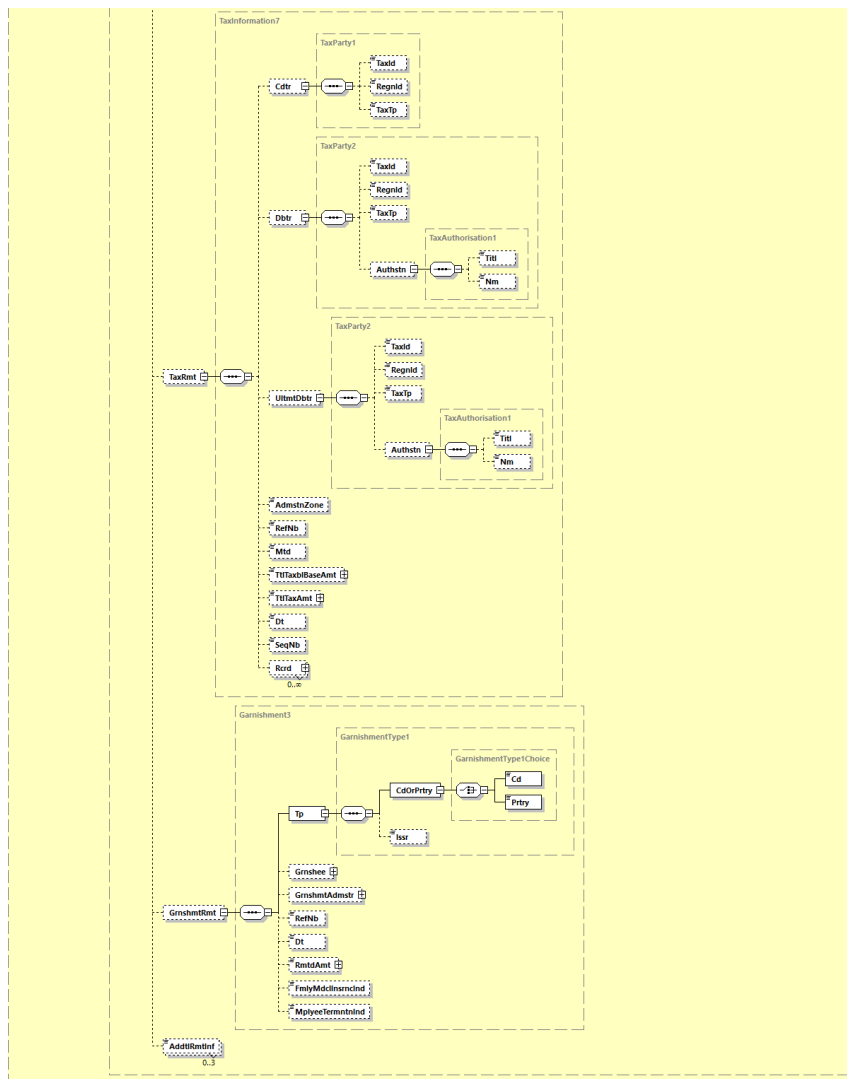 TaxInformation7
TaxParty1
TaxId
Cdtr
RegnId
TaxTp
TaxParty2
TaxId
RegnId
Dbtr
TaxTp
TaxAuthorisation1
Titl
Authstn
Nm
TaxParty2
TaxId
RegnId
TaxRmt
UltmtDbtr
TaxTp
TaxAuthorisation1
Titl
Authstn
Nm
AdmstnZone
RefNb
Mtd
TtlTaxblBaseAmt
TtlTaxAmt
Dt
SeqNb
Rcrd
0..∞
Garnishment3
GarnishmentType1
GarnishmentType1Choice
Cd
CdOrPrtry
Prtry
Tp
Issr
Grnshee
GrnshmtAdmstr
GrnshmtRmt
RefNb
Dt
RmtdAmt
FmlyMdclInsrncInd
MplyeeTermntnInd
AddtlRmtInf
0..3